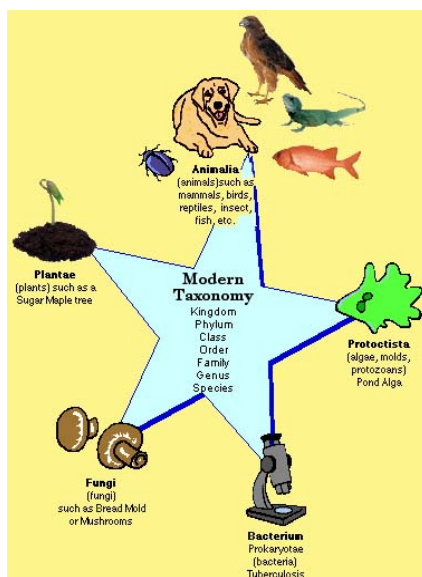 Animalia
(animals)such as
mammals, birds,
reptiles, insect,
fish, etc.
Plantae
(plants) such as a
Sugar Maple tree
Modern
Taxonomy
Kingdom
Phylum
Class
Order
Family
Genus
Species
Protoctista
(algae, molds,
protozoans)
Pond Alga
Fungi
(fungi)
such as Bread Mold
or Mushrooms
Bacterium
Prokaryotae
(bacteria)
Tuberculosis